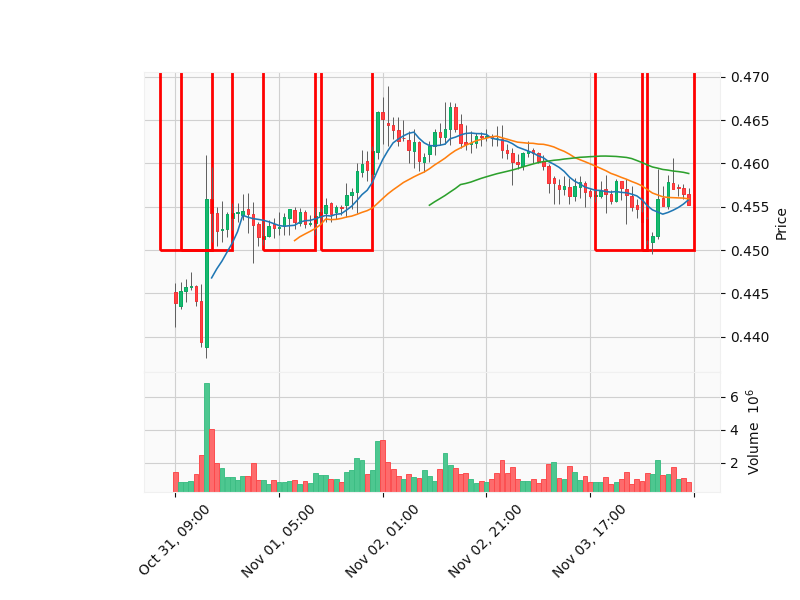 0.470
0.465
0.460
0.455
0.450
0.445
0.440
Price
6
4
2
Volume 10^6
Oct 31, 09:00
Nov 01, 05:00
Nov 02, 01:00
Nov 02, 21:00
Nov 03, 17:00